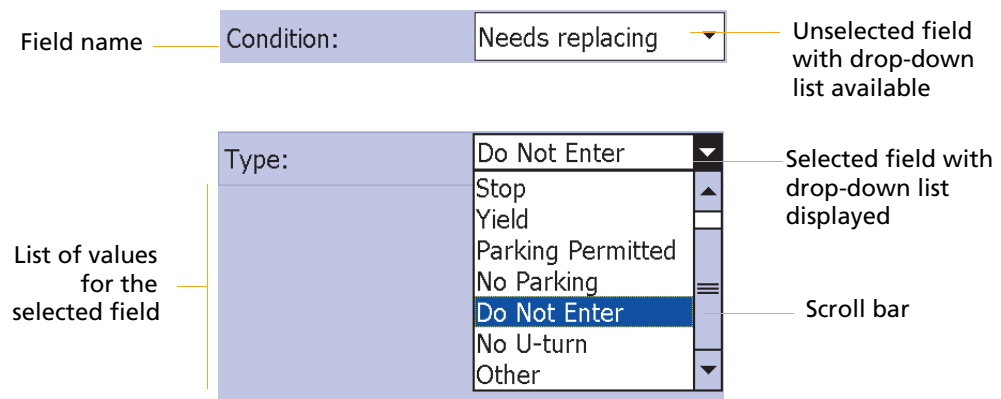 Field name
Condition:
Needs replacing
Unselected field
with drop-down
list available
Type:
Do Not Enter
Selected field with
drop-down list
displayed
Stop
Yield
Parking Permitted
No Parking
Do Not Enter
No U-turn
Other
List of values
for the
selected field
Scroll bar